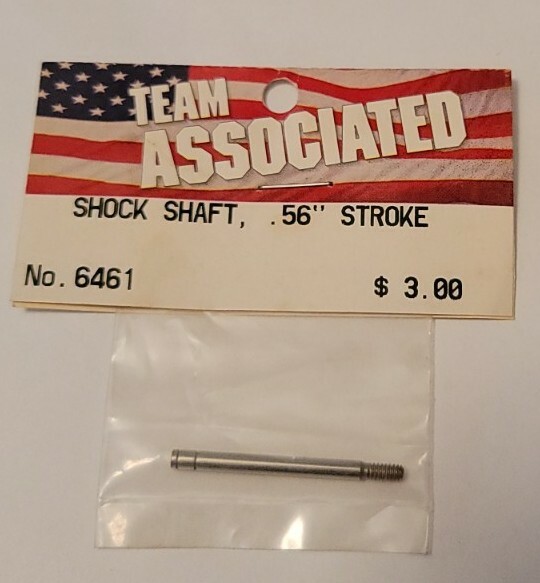 TEAM
ASSOCIATED
SHOCK SHAFT, .56" STROKE
No. 6461 $ 3.00